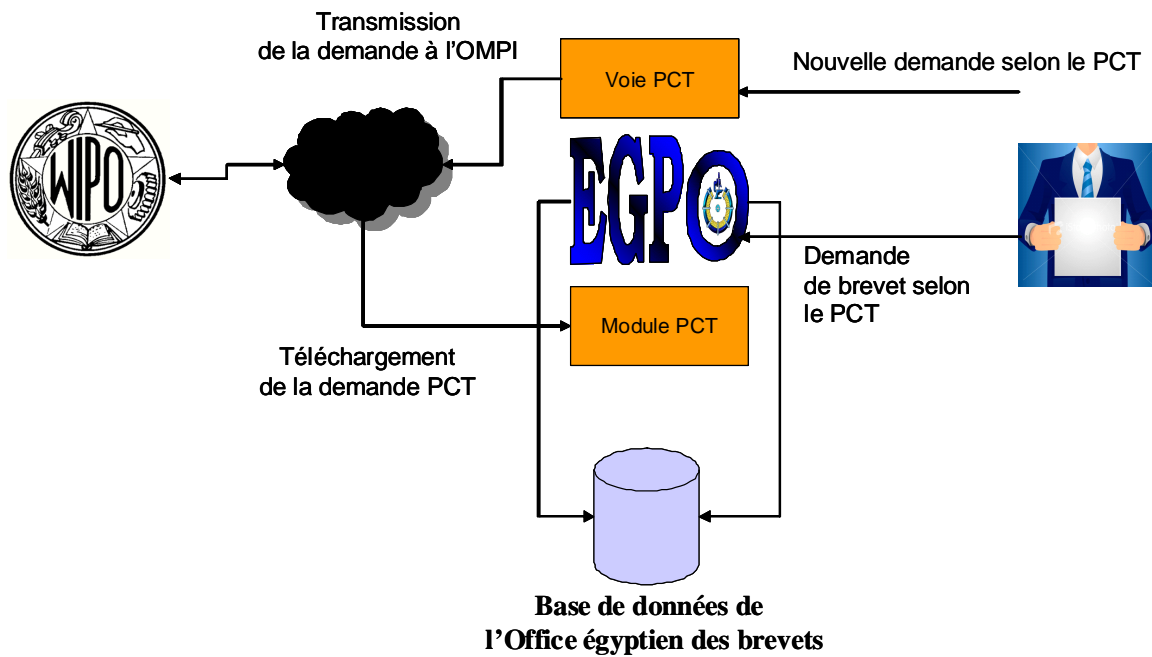 Transmission
de la demande à l'OMPI
Voie PCT
Nouvelle demande selon le PCT
WIPO
EGPO
Demande
de brevet selon
le PCT
Module PCT
Téléchargement
de la demande PCT
Base de données de
l'Office égyptien des brevets